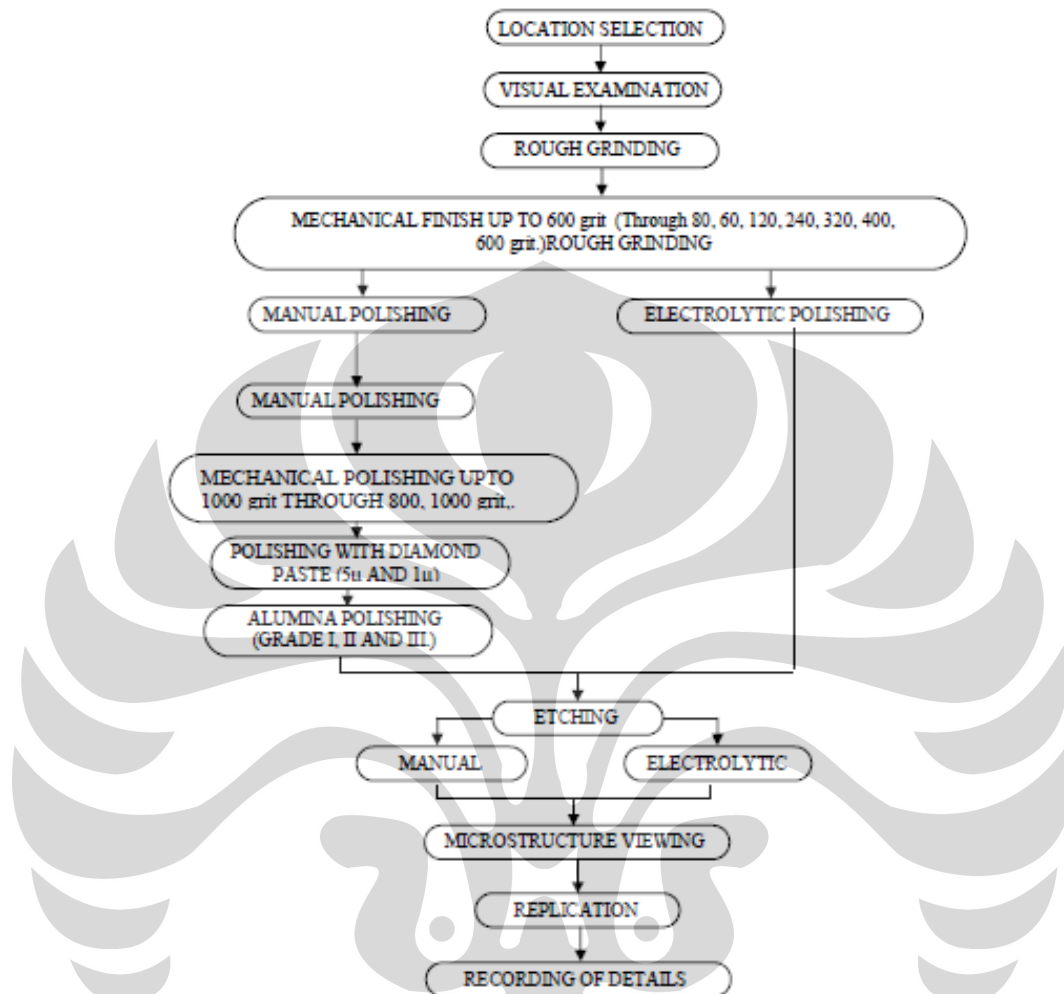 LOCATION SELECTION
VISUAL EXAMINATION
ROUGH GRINDING
MECHANICAL FINISH UP TO 600 grit (Through 80, 60, 120, 240, 320, 400,
600 grit.)ROUGH GRINDING
MANUAL POLISHING
ELECTROLYTIC POLISHING
MANUAL POLISHING
MECHANICAL POLISHING UPTO
1000 grit THROUGH 800, 1000 grit,.
POLISHING WITH DIAMOND
PASTE (5µ AND 1µ)
ALUMINA POLISHING
(GRADE I, II AND III.)
ETCHING
MANUAL
ELECTROLYTIC
MICROSTRUCTURE VIEWING
REPLICATION
RECORDING OF DETAILS